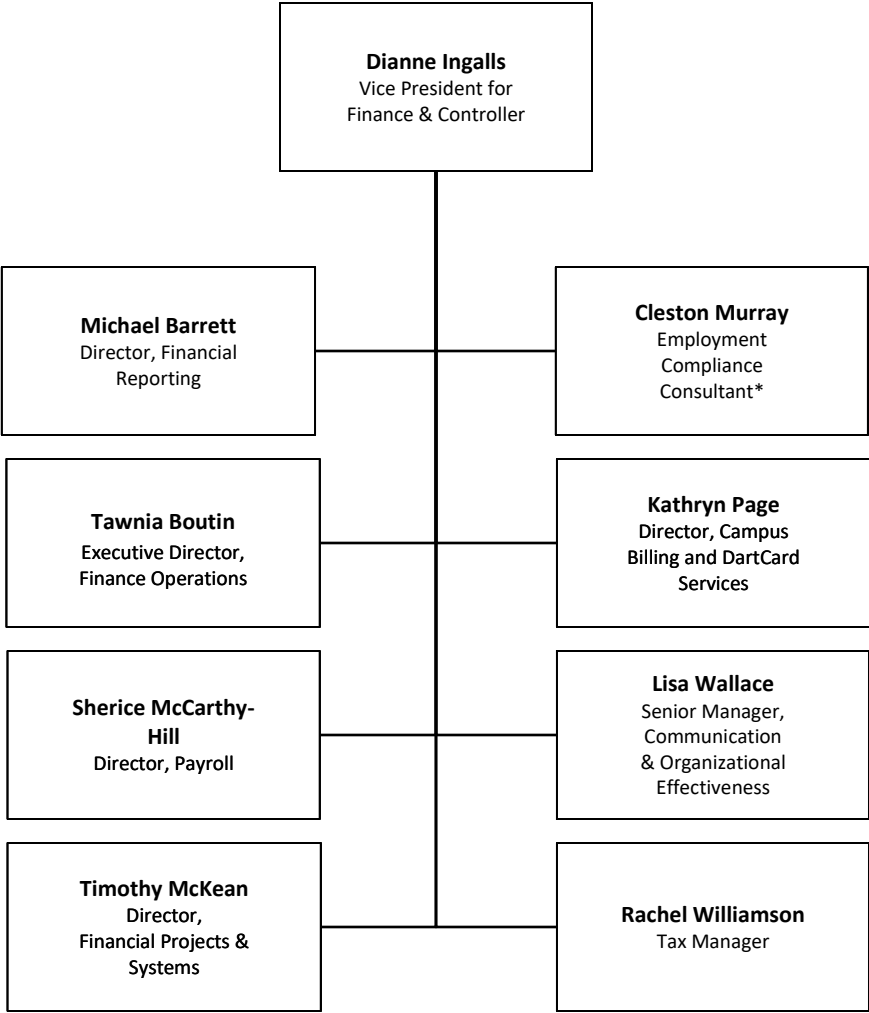 Dianne Ingalls
Vice President for
Finance & Controller
Michael Barrett
Director, Financial
Reporting
Cleston Murray
Employment
Compliance
Consultant*
Tawnia Boutin
Executive Director,
Finance Operations
Kathryn Page
Director, Campus
Billing and DartCard
Services
Sherice McCarthy-
Hill
Director, Payroll
Lisa Wallace
Senior Manager,
Communication
& Organizational
Effectiveness
Timothy McKean
Director,
Financial Projects &
Systems
Rachel Williamson
Tax Manager